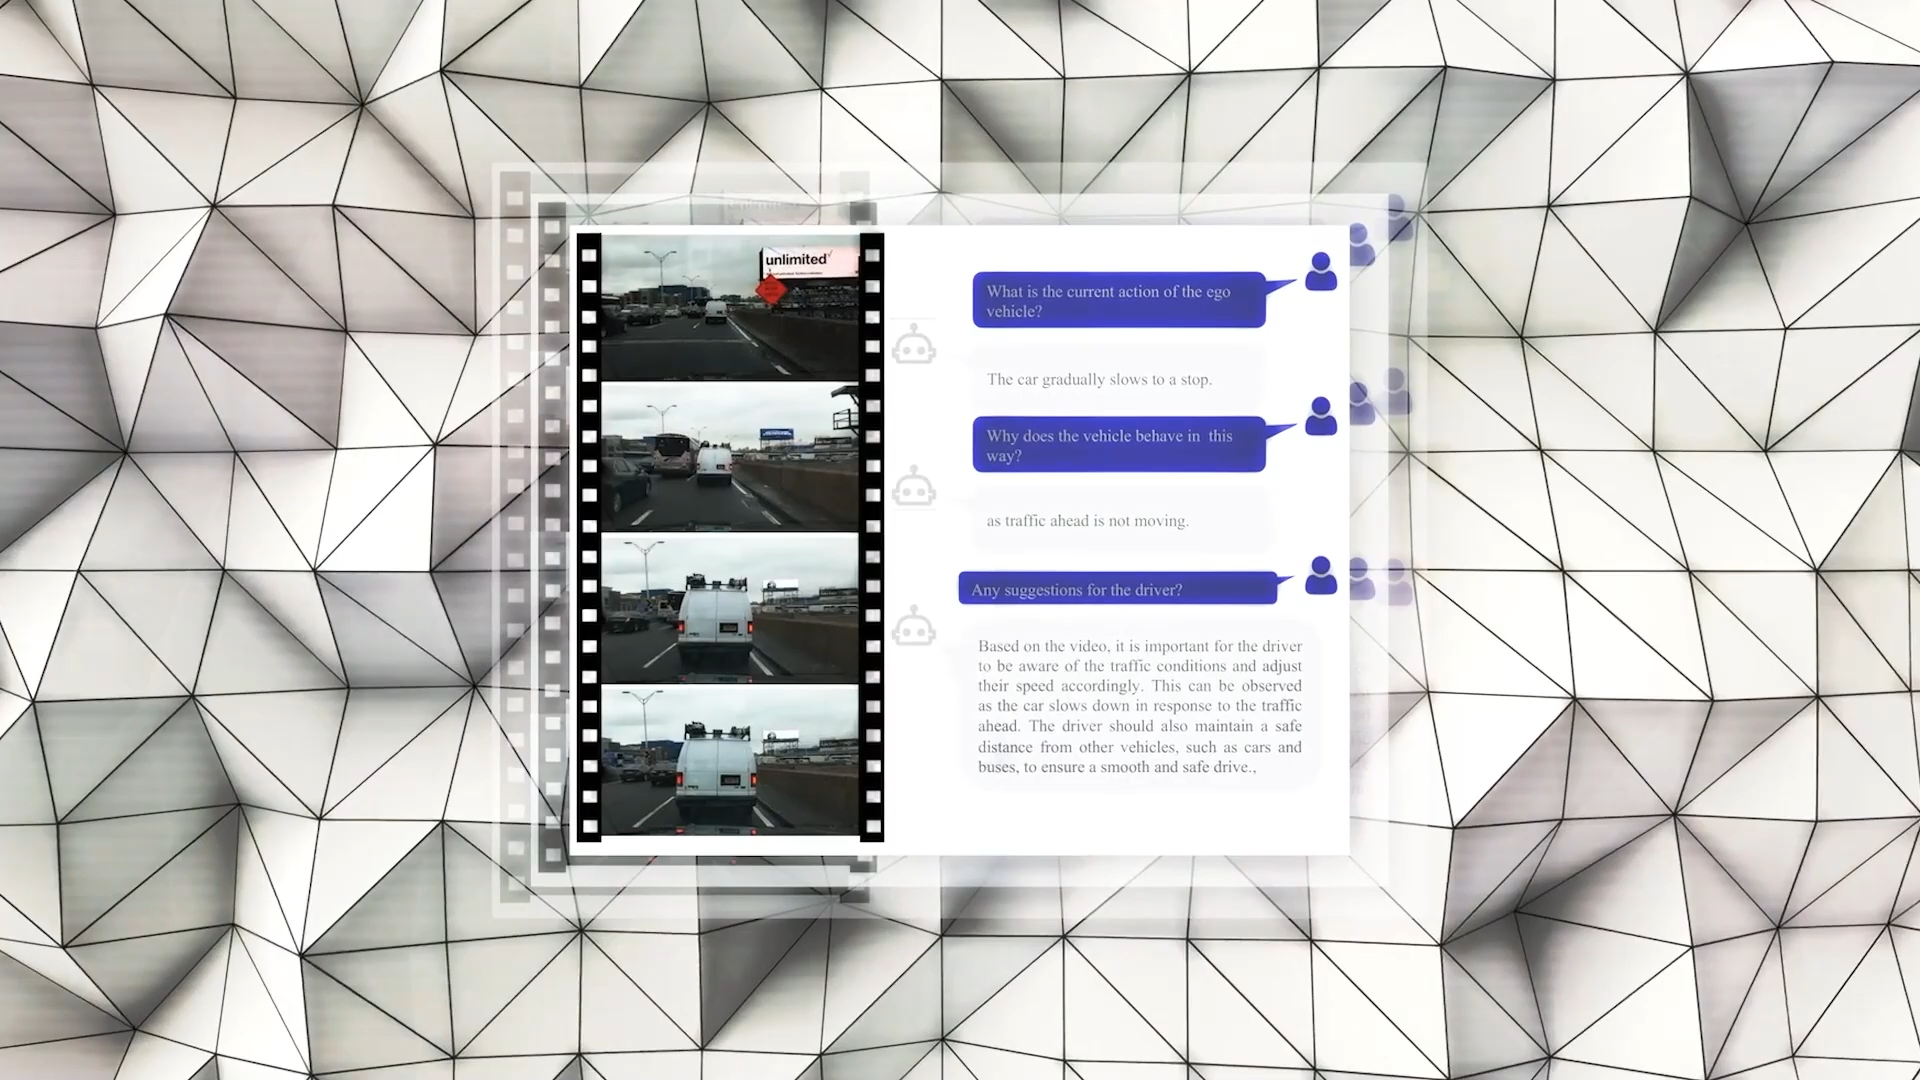 unlimited
What is the current action of the ego
vehicle?
The car gradually slows to a stop.
Why does the vehicle behave in this
way?
as traffic ahead is not moving.
Any suggestions for the driver?
Based on the video, it is important for the driver
to be aware of the traffic conditions and adjust
their speed accordingly. This can be observed
as the car slows down in response to the traffic
ahead. The driver should also maintain a safe
distance from other vehicles, such as cars and
buses, to ensure a smooth and safe drive.,